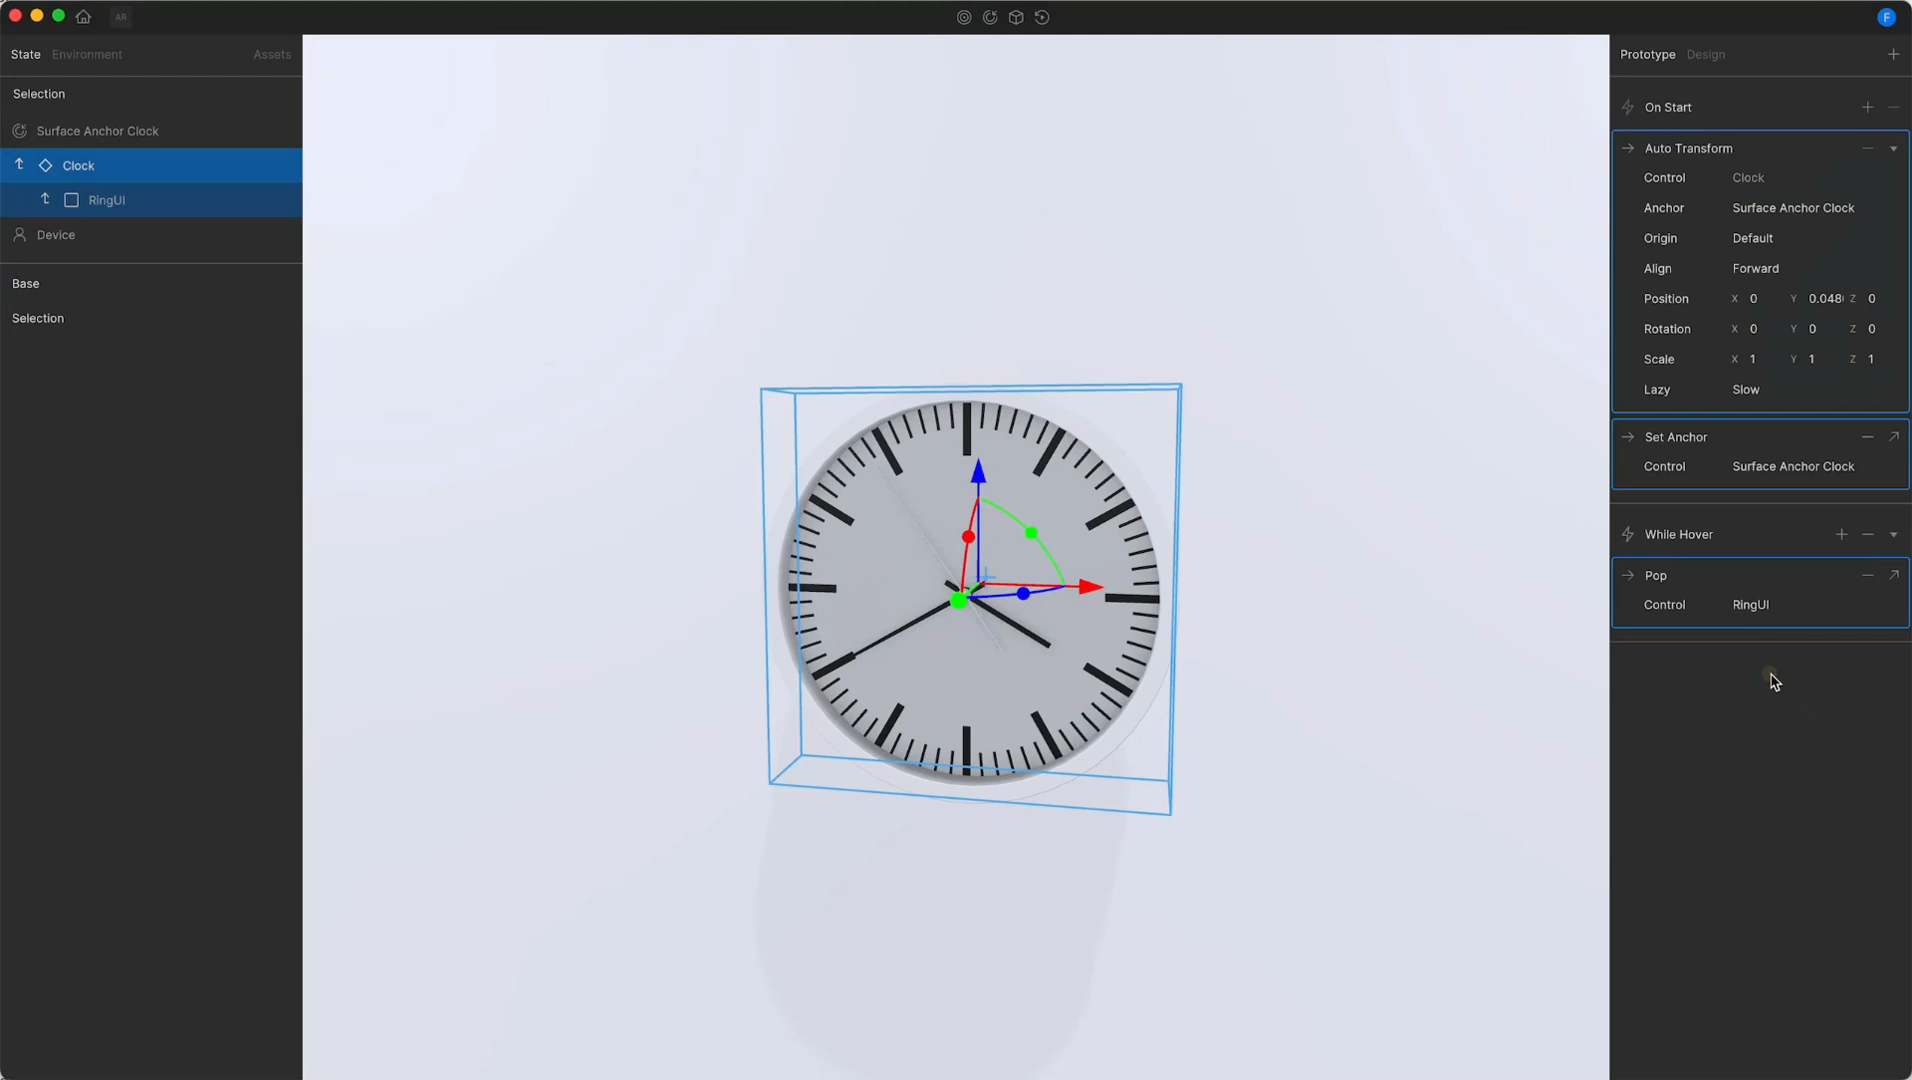 AR
F
State Environment Assets
Selection
Surface Anchor Clock
Clock
RingUI
Device
Base
Selection
Prototype Design
On Start
Auto Transform
Control Clock
Anchor Surface Anchor Clock
Origin Default
Align Forward
Position X 0 Y 0.048 Z 0
Rotation X 0 Y 0 Z 0
Scale X 1 Y 1 Z 1
Lazy Slow
Set Anchor
Control Surface Anchor Clock
While Hover
Pop
Control RingUI